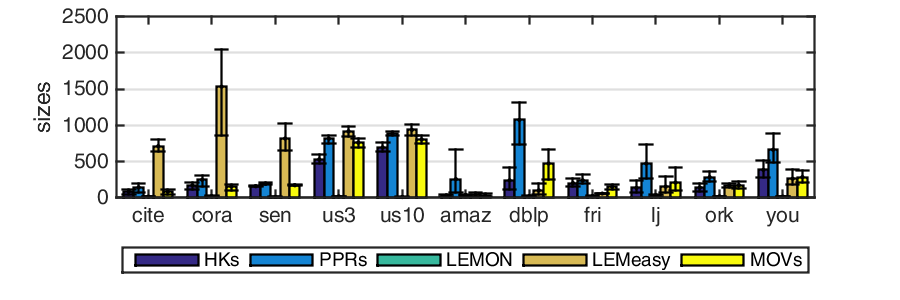 2500
2000
1500
1000
500
0
sizes
cite cora sen us3 us10 amaz dblp fri lj ork you
HKs PPRs LEMON LEMeasy MOVs